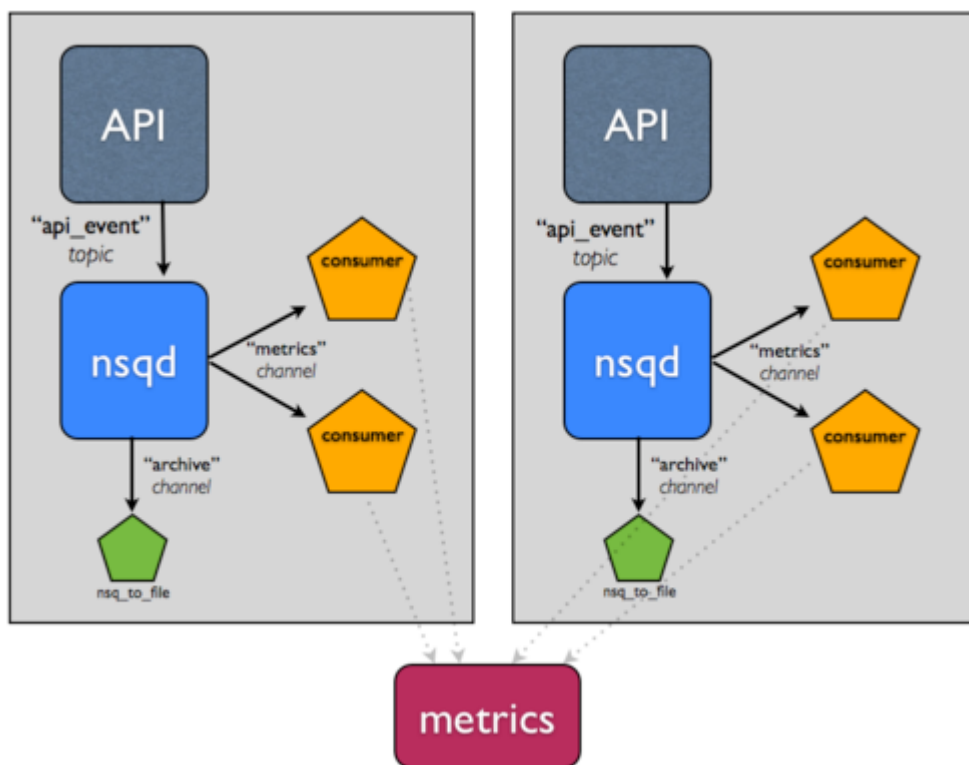 API
“api_event”
topic
nsqd
consumer
“metrics”
channel
consumer
“archive”
channel
nsq_to_file
API
“api_event”
topic
nsqd
consumer
“metrics”
channel
consumer
“archive”
channel
nsq_to_file
metrics